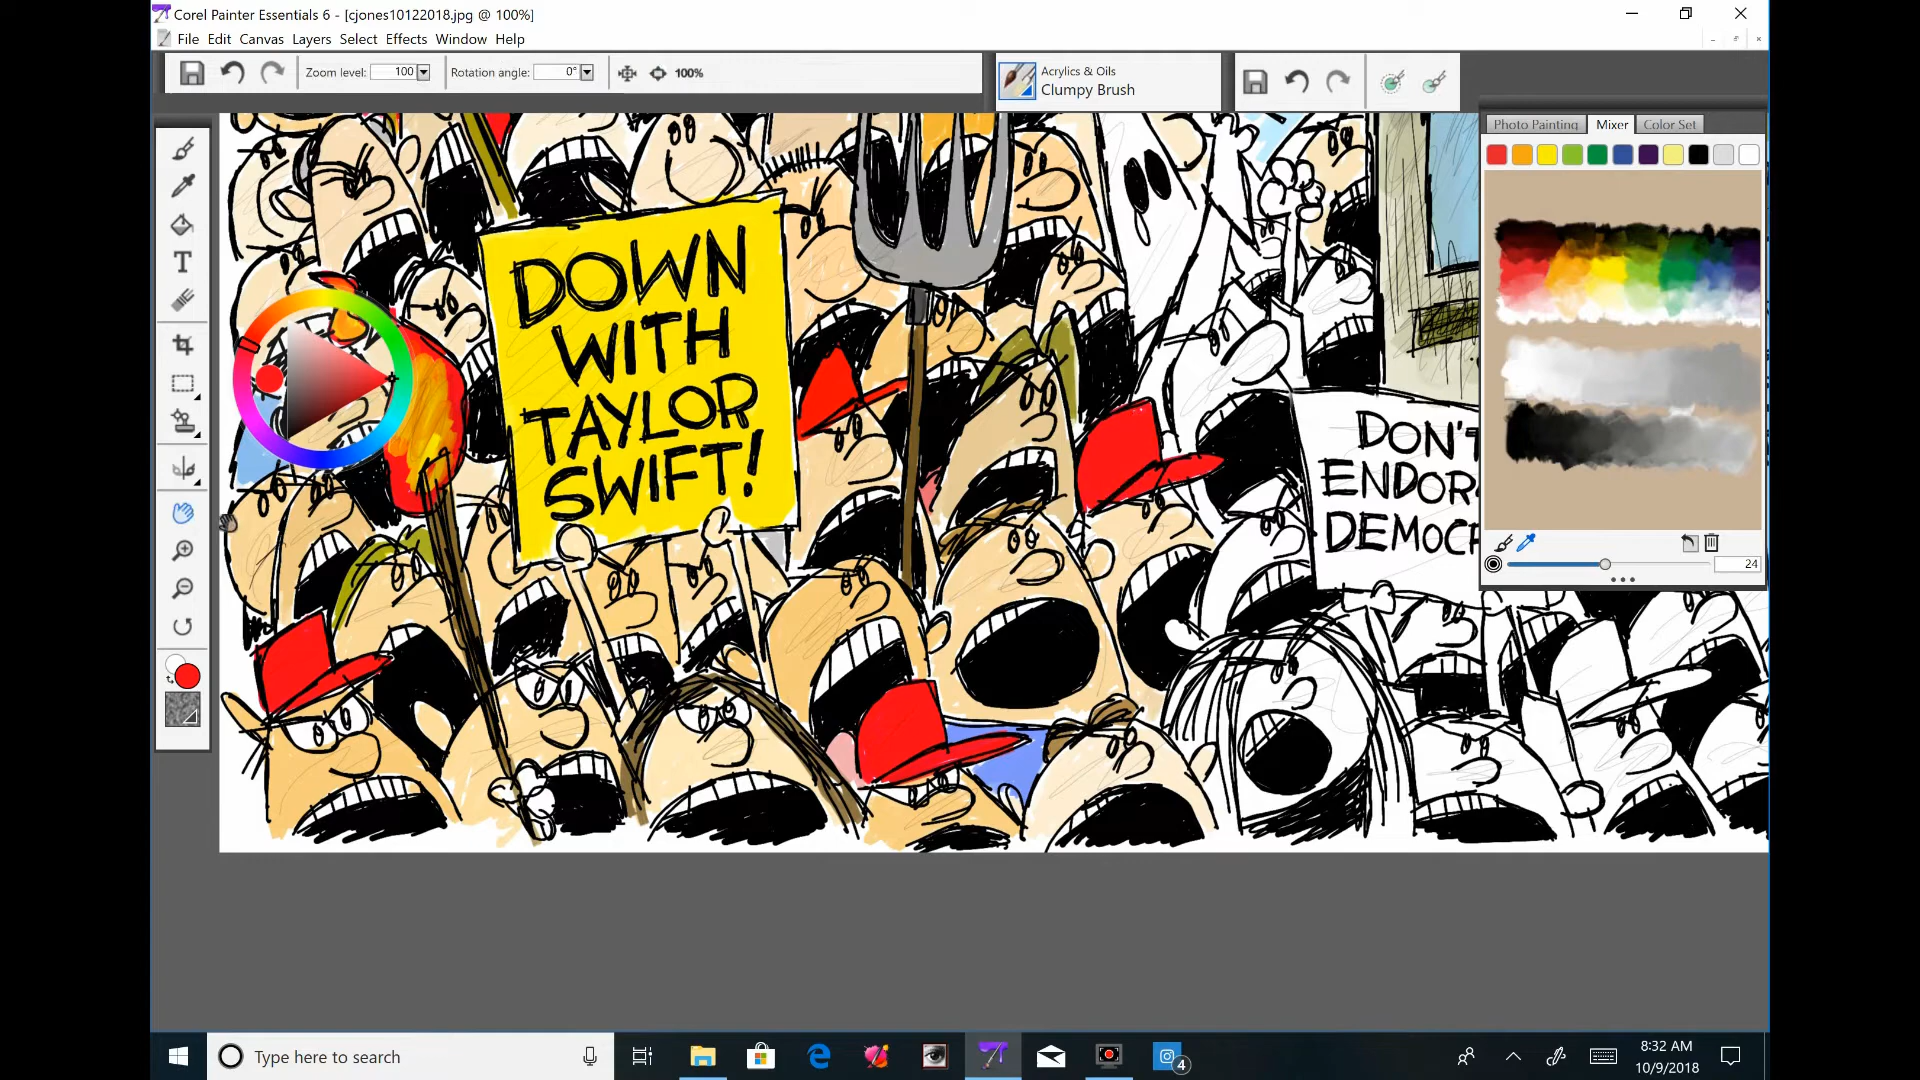 Corel Painter Essentials 6 - [cjones10122018.jpg @ 100%]
File Edit Canvas Layers Select Effects Window Help
Zoom level: 100 Rotation angle: 0° 100%
Acrylics & Oils
Clumpy Brush
Photo Painting Mixer Color Set
DOWN
WITH
TAYLOR
SWIFT!
DON'T
ENDOR
DEMOC
24
Type here to search
4
8:32 AM
10/9/2018